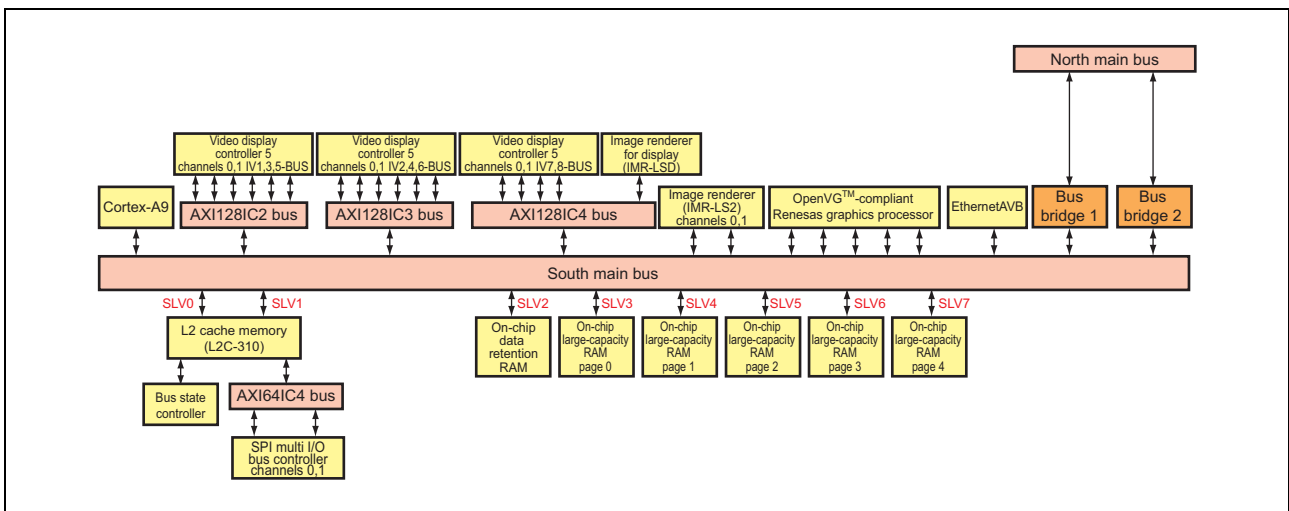 North main bus
Video display
controller 5
channels 0,1 IV1,3,5-BUS
Video display
controller 5
channels 0,1 IV2,4,6-BUS
Video display
controller 5
channels 0,1 IV7,8-BUS
Image renderer
for display
(IMR-LSD)
Cortex-A9
AXI128IC2 bus
AXI128IC3 bus
AXI128IC4 bus
Image renderer
(IMR-LS2)
channels 0,1
OpenVG™-compliant
Renesas graphics processor
EthernetAVB
Bus
bridge 1
Bus
bridge 2
South main bus
SLV0
SLV1
SLV2
SLV3
SLV4
SLV5
SLV6
SLV7
L2 cache memory
(L2C-310)
On-chip
data
retention
RAM
On-chip
large-capacity
RAM
page 0
On-chip
large-capacity
RAM
page 1
On-chip
large-capacity
RAM
page 2
On-chip
large-capacity
RAM
page 3
On-chip
large-capacity
RAM
page 4
Bus state
controller
AXI64IC4 bus
SPI multi I/O
bus controller
channels 0,1